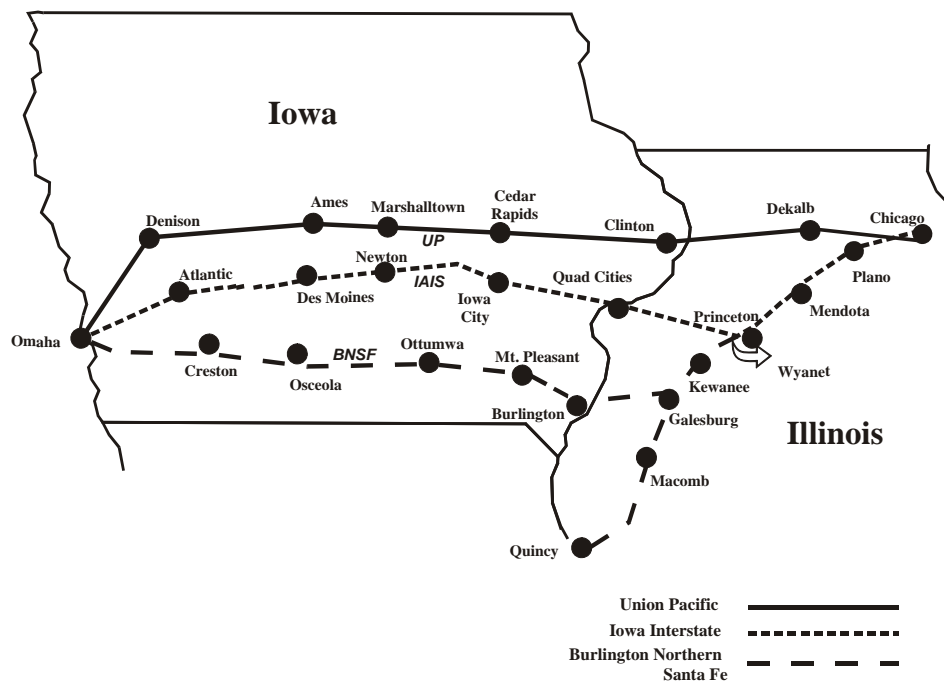 Iowa
Ames
Marshalltown
Cedar
Rapids
Denison
UP
Clinton
Dekalb
Chicago
Newton
Atlantic
IAIS
Des Moines
Iowa
City
Quad Cities
Plano
Mendota
Princeton
Omaha
BNSF
Ottumwa
Creston
Osceola
Mt. Pleasant
Wyanet
Kewanee
Burlington
Galesburg
Illinois
Macomb
Quincy
Union Pacific
Iowa Interstate
Burlington Northern
Santa Fe